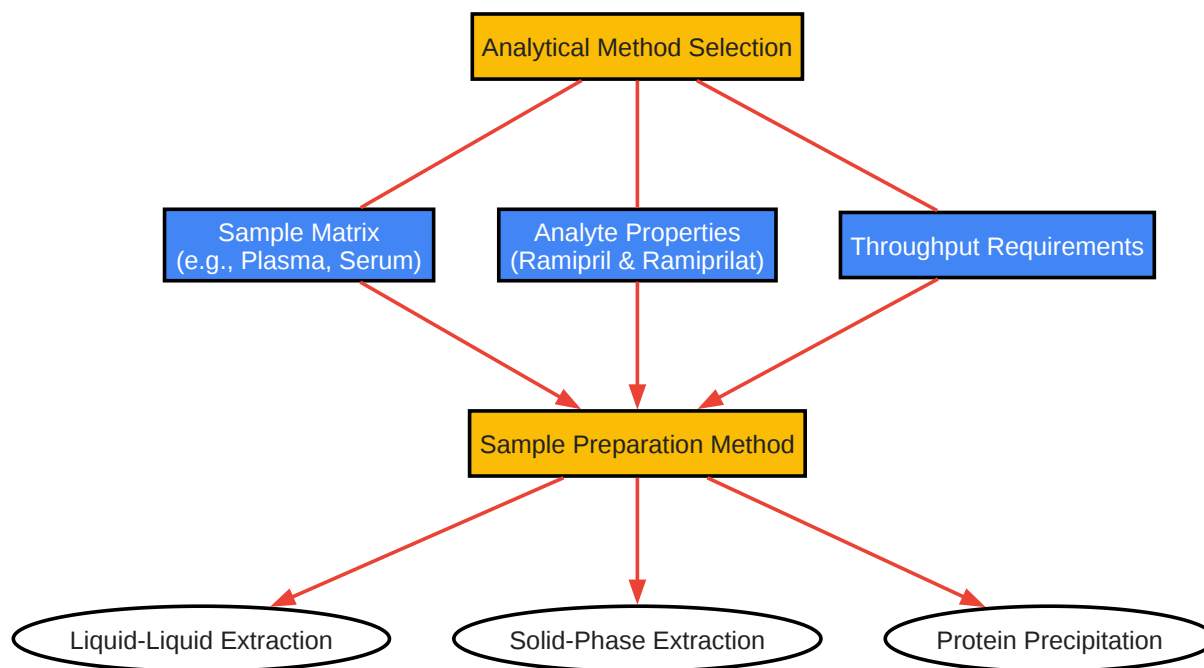 Analytical Method Selection
Sample Matrix
(e.g., Plasma, Serum)
Analyte Properties
(Ramipril & Ramiprilat)
Throughput Requirements
Sample Preparation Method
Liquid-Liquid Extraction
Solid-Phase Extraction
Protein Precipitation